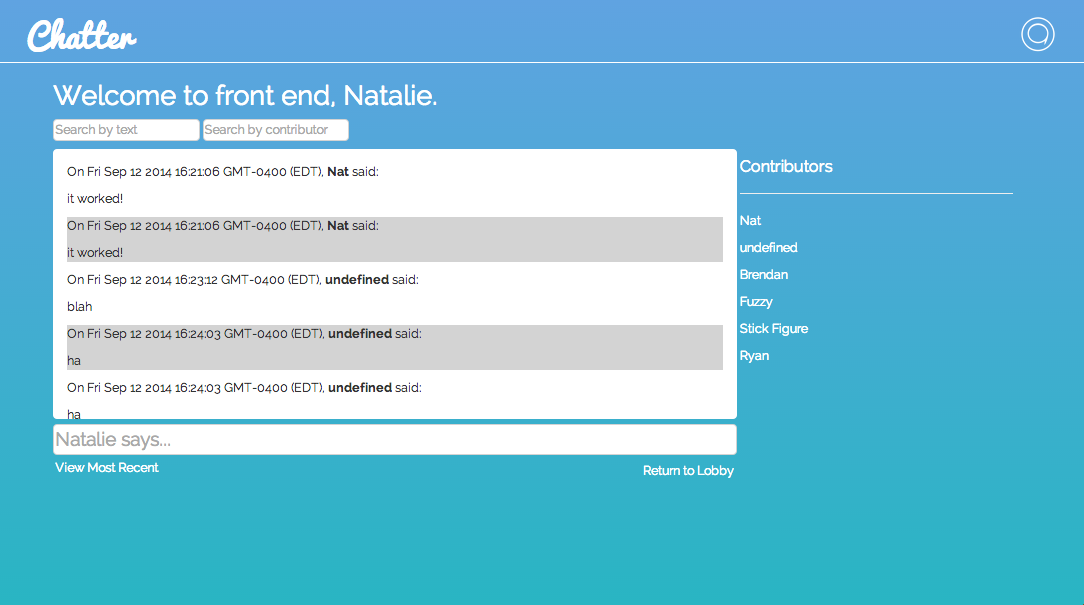 Chatter
Welcome to front end, Natalie.
Search by text Search by contributor
On Fri Sep 12 2014 16:21:06 GMT-0400 (EDT), Nat said:
it worked!
On Fri Sep 12 2014 16:21:06 GMT-0400 (EDT), Nat said:
it worked!
On Fri Sep 12 2014 16:23:12 GMT-0400 (EDT), undefined said:
blah
On Fri Sep 12 2014 16:24:03 GMT-0400 (EDT), undefined said:
ha
On Fri Sep 12 2014 16:24:03 GMT-0400 (EDT), undefined said:
ha
Natalie says...
View Most Recent
Return to Lobby
Contributors
Nat
undefined
Brendan
Fuzzy
Stick Figure
Ryan